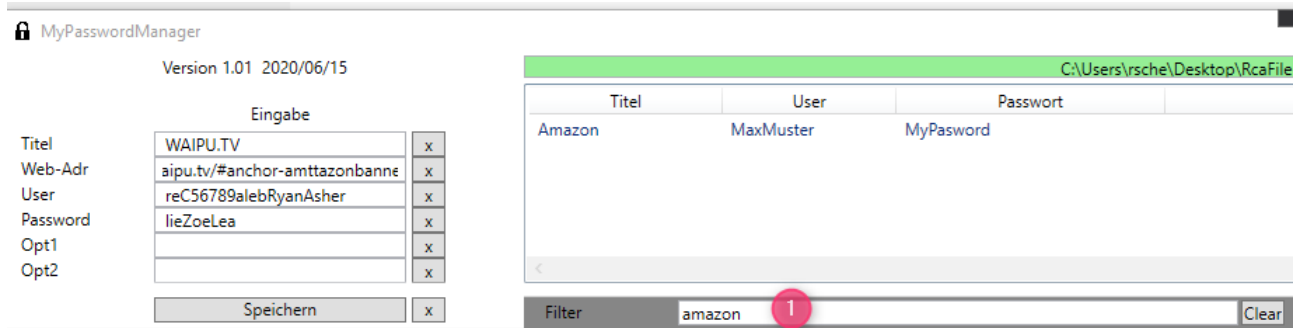 MyPasswordManager
Version 1.01 2020/06/15
C:\Users\rsche\Desktop\RcaFile
Eingabe
Titel WAIPU.TV x
Web-Adr aipu.tv/#anchor-amttazonbanne x
User reC56789alebRyanAsher x
Password lieZoeLea x
Opt1 x
Opt2 x
Speichern x
Titel User Passwort
Amazon MaxMuster MyPasword
Filter amazon 1 Clear